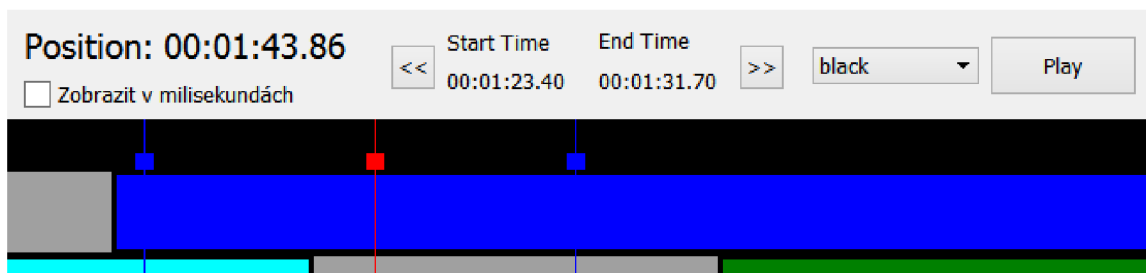 Position: 00:01:43.86
Zobrazit v milisekundách
<<
Start Time
00:01:23.40
End Time
00:01:31.70
>>
black
Play